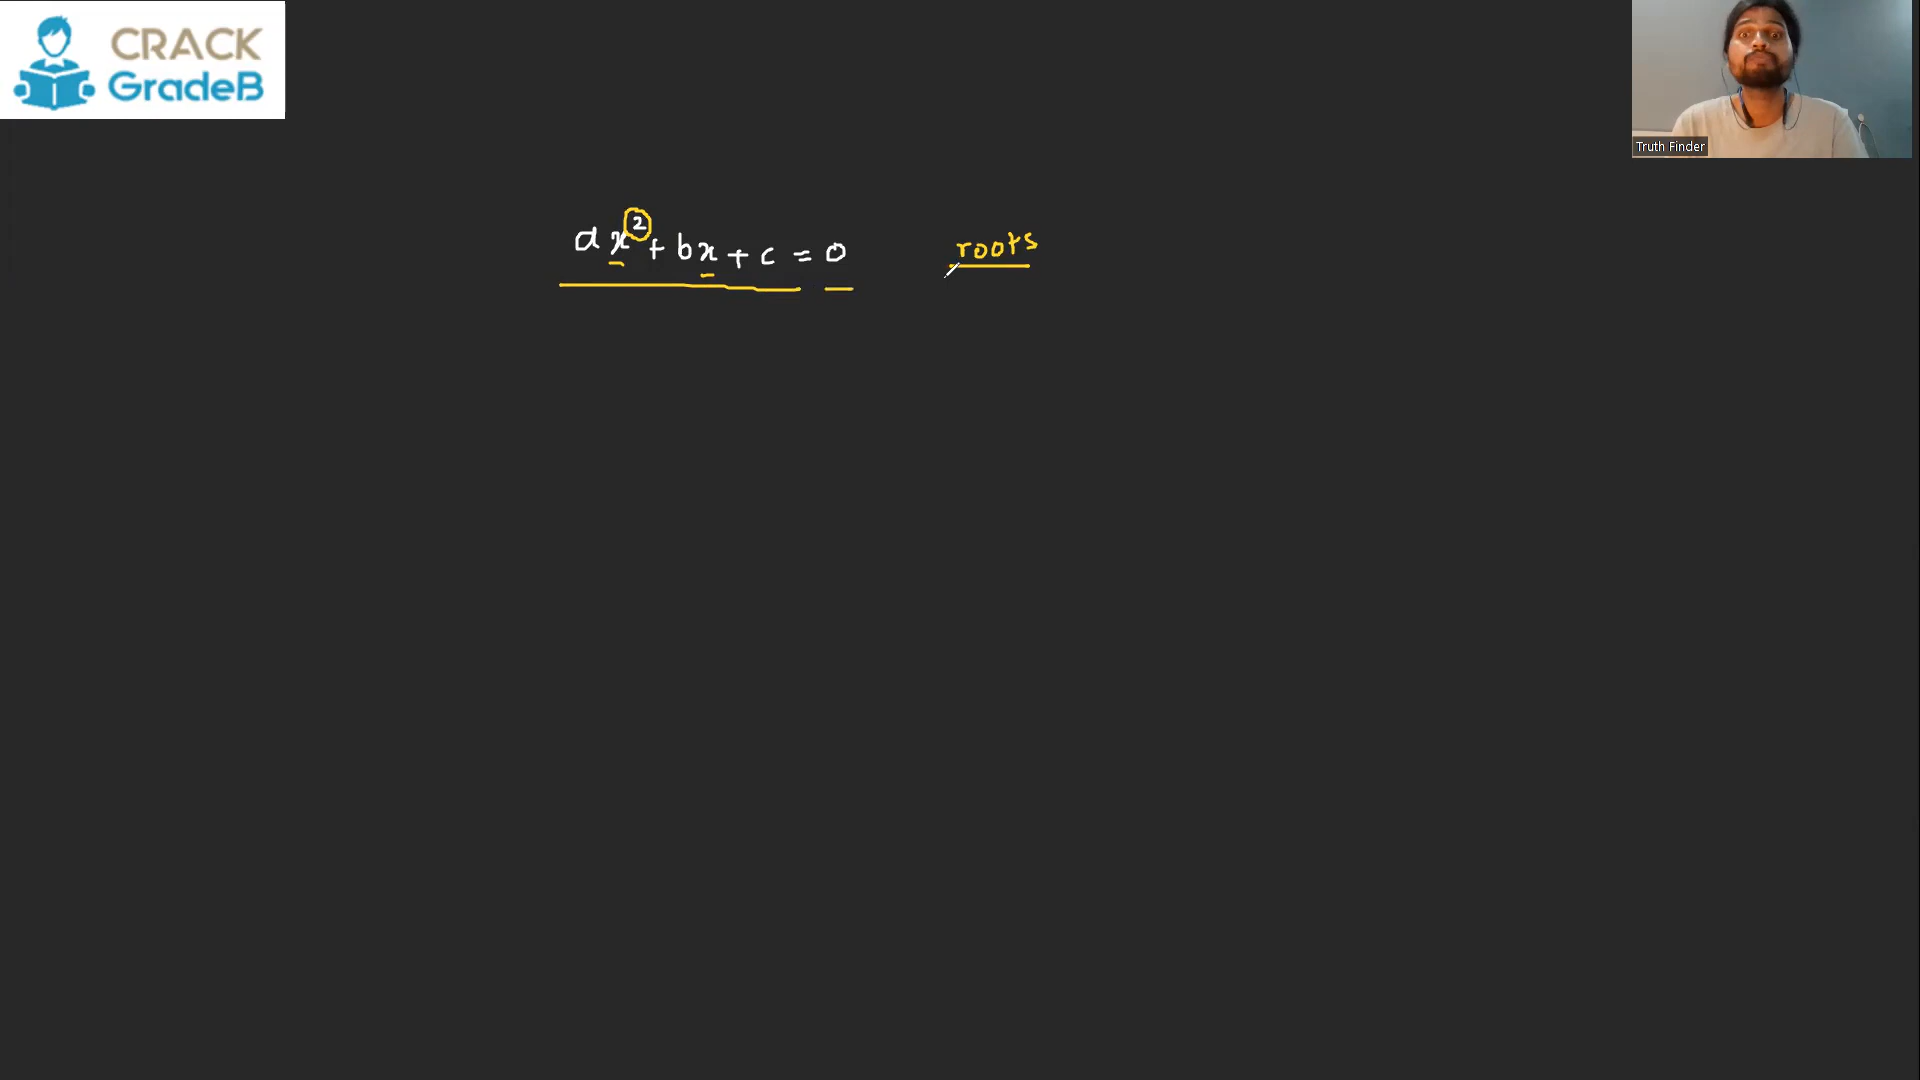 CRACK
GradeB
Truth Finder
ax² + bx + c = 0
roots